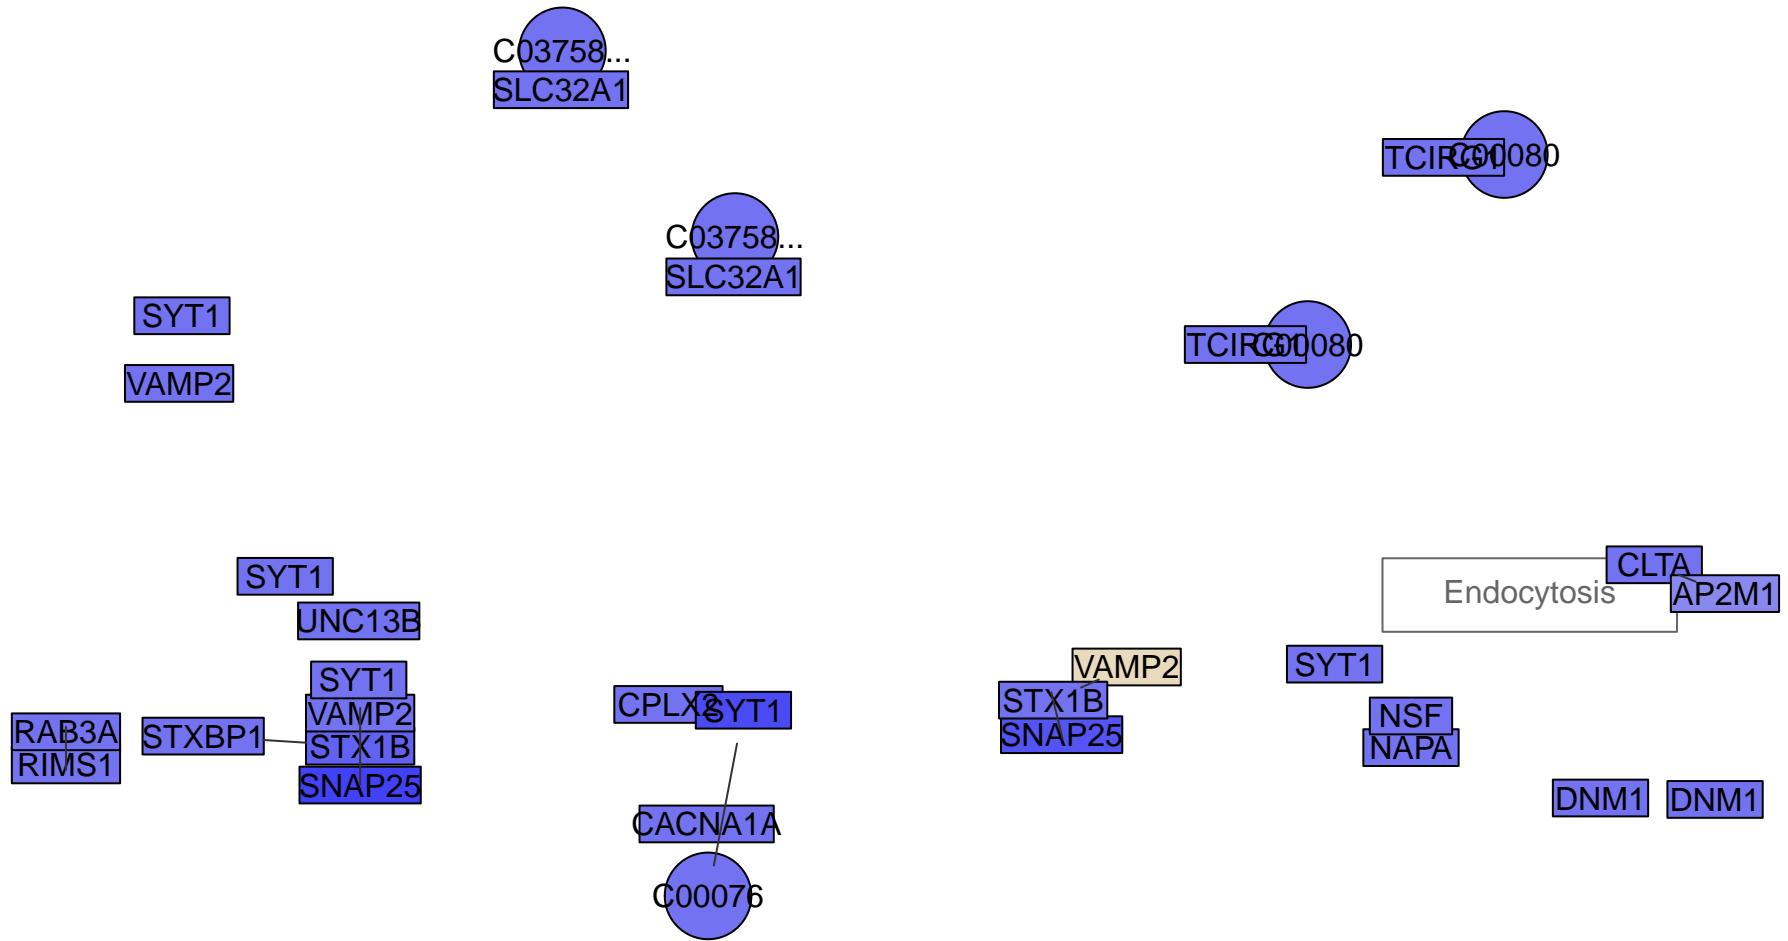 C03758...
SLC32A1
TCIRG1
C00080
C03758...
SLC32A1
SYT1
TCIRG1
C00080
VAMP2
CLTA
SYT1
Endocytosis
AP2M1
UNC13B
VAMP2
SYT1
SYT1
STX1B
CPLX2
SYT1
VAMP2
NSF
RAB3A
STXBP1
STX1B
SNAP25
NAPA
RIMS1
SNAP25
DNM1
DNM1
CACNA1A
C00076